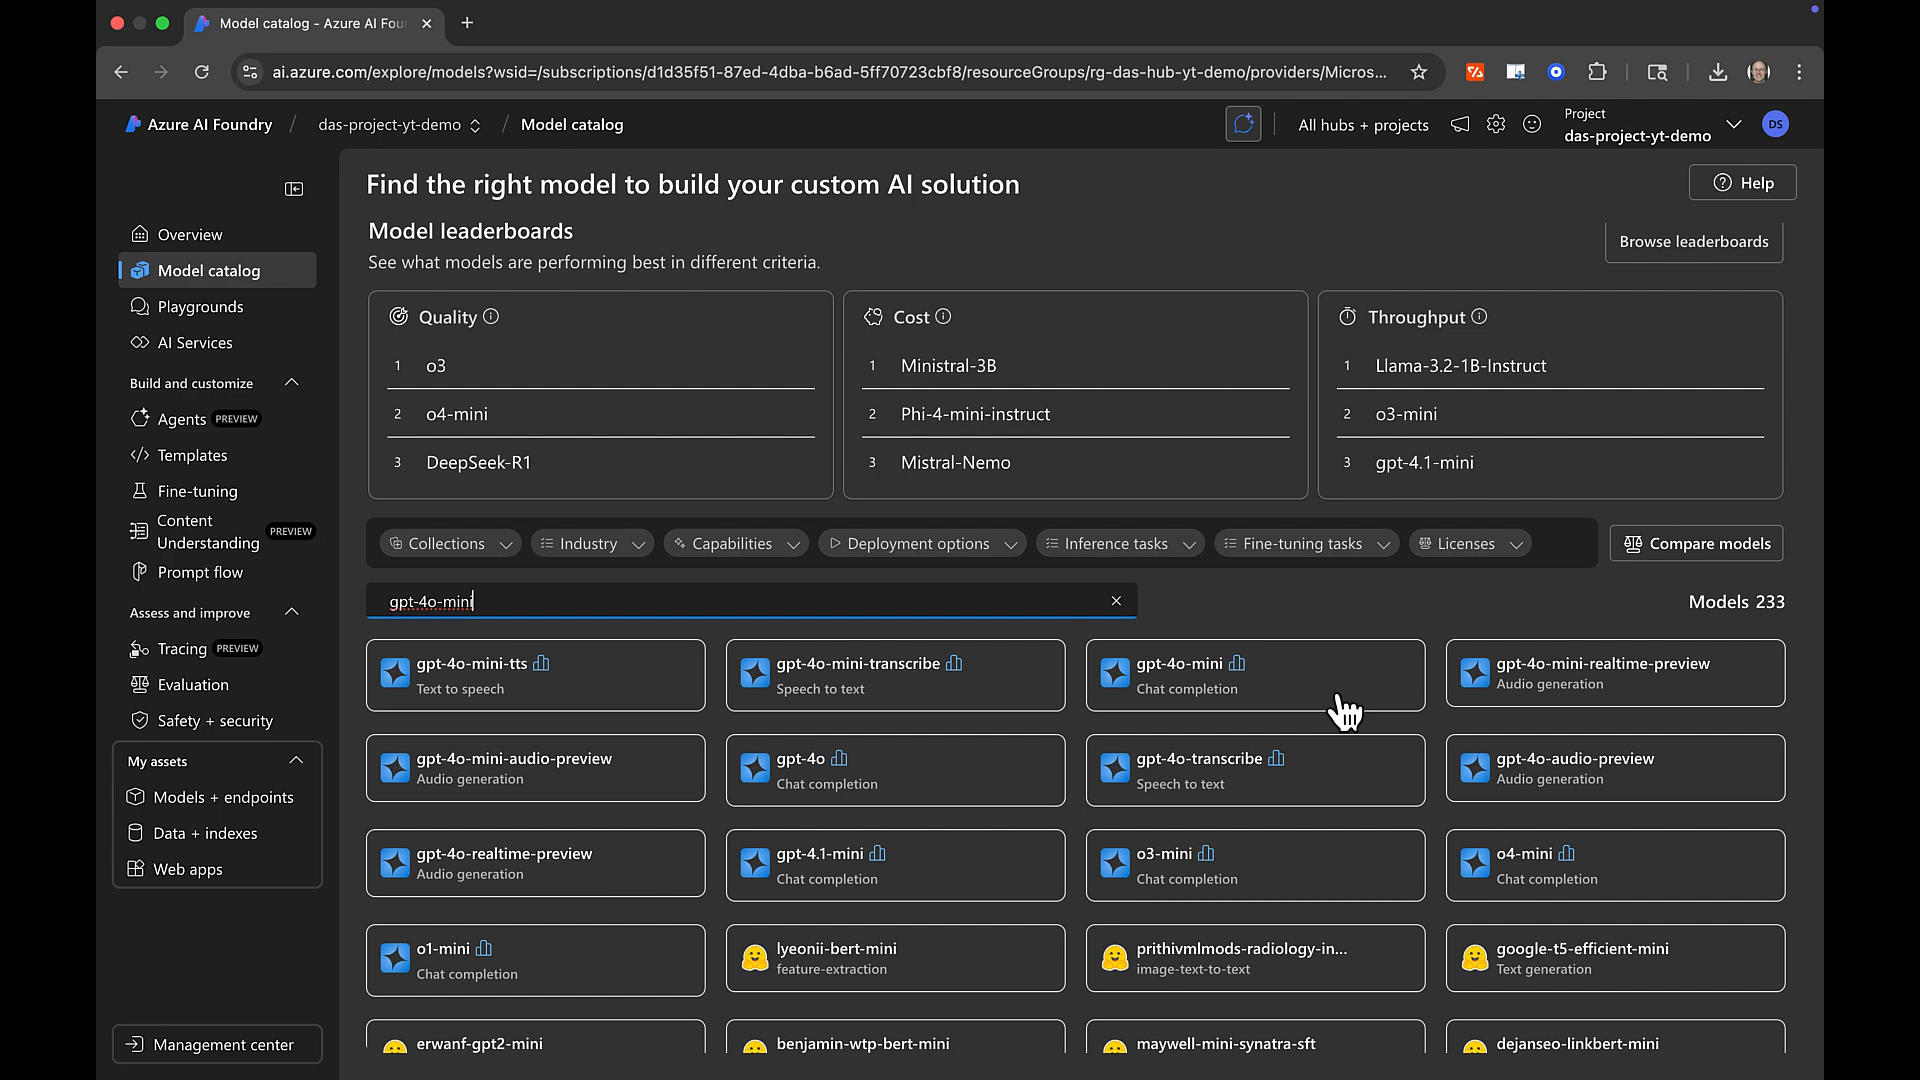 Model catalog - Azure AI Fou
ai.azure.com/explore/models?wsid=/subscriptions/d1d35f51-87ed-4dba-b6ad-5ff70723cbf8/resourceGroups/rg-das-hub-yt-demo/providers/Micros...
Azure AI Foundry / das-project-yt-demo / Model catalog
All hubs + projects
Project
das-project-yt-demo
DS
Overview
Model catalog
Playgrounds
AI Services
Build and customize
Agents PREVIEW
Templates
Fine-tuning
Content
Understanding PREVIEW
Prompt flow
Assess and improve
Tracing PREVIEW
Evaluation
Safety + security
My assets
Models + endpoints
Data + indexes
Web apps
Management center
Find the right model to build your custom AI solution
Help
Model leaderboards
See what models are performing best in different criteria.
Browse leaderboards
Quality
1 o3
2 o4-mini
3 DeepSeek-R1
Cost
1 Ministral-3B
2 Phi-4-mini-instruct
3 Mistral-Nemo
Throughput
1 Llama-3.2-1B-Instruct
2 o3-mini
3 gpt-4.1-mini
Collections
Industry
Capabilities
Deployment options
Inference tasks
Fine-tuning tasks
Licenses
Compare models
gpt-4o-mini
Models 233
gpt-4o-mini-tts
Text to speech
gpt-4o-mini-transcribe
Speech to text
gpt-4o-mini
Chat completion
gpt-4o-mini-realtime-preview
Audio generation
gpt-4o-mini-audio-preview
Audio generation
gpt-4o
Chat completion
gpt-4o-transcribe
Speech to text
gpt-4o-audio-preview
Audio generation
gpt-4o-realtime-preview
Audio generation
gpt-4.1-mini
Chat completion
o3-mini
Chat completion
o4-mini
Chat completion
o1-mini
Chat completion
lyeonii-bert-mini
feature-extraction
prithivmlmods-radiology-in...
image-text-to-text
google-t5-efficient-mini
Text generation
erwanf-gpt2-mini
benjamin-wtp-bert-mini
maywell-mini-synatra-sft
dejanseo-linkbert-mini